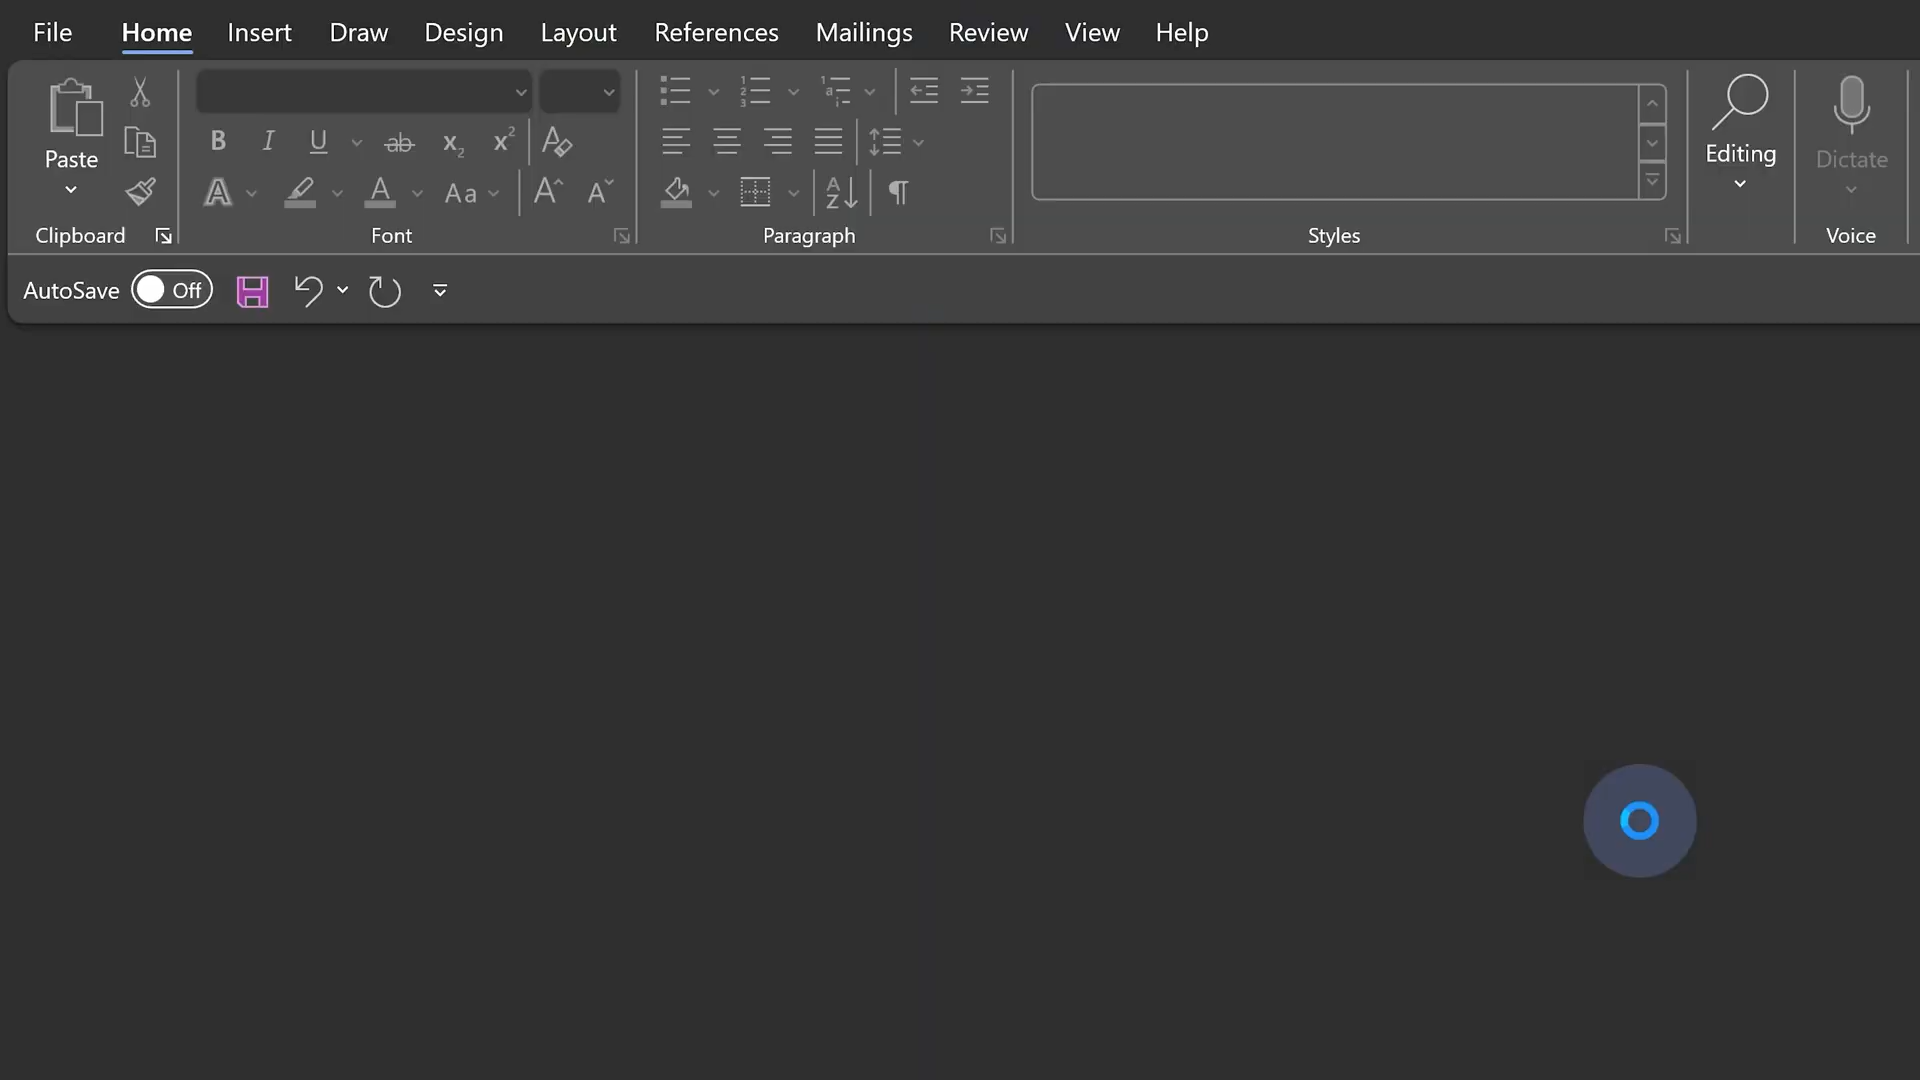 File Home Insert Draw Design Layout References Mailings Review View Help
Paste
Editing
Dictate
Clipboard Font Paragraph Styles Voice
AutoSave Off